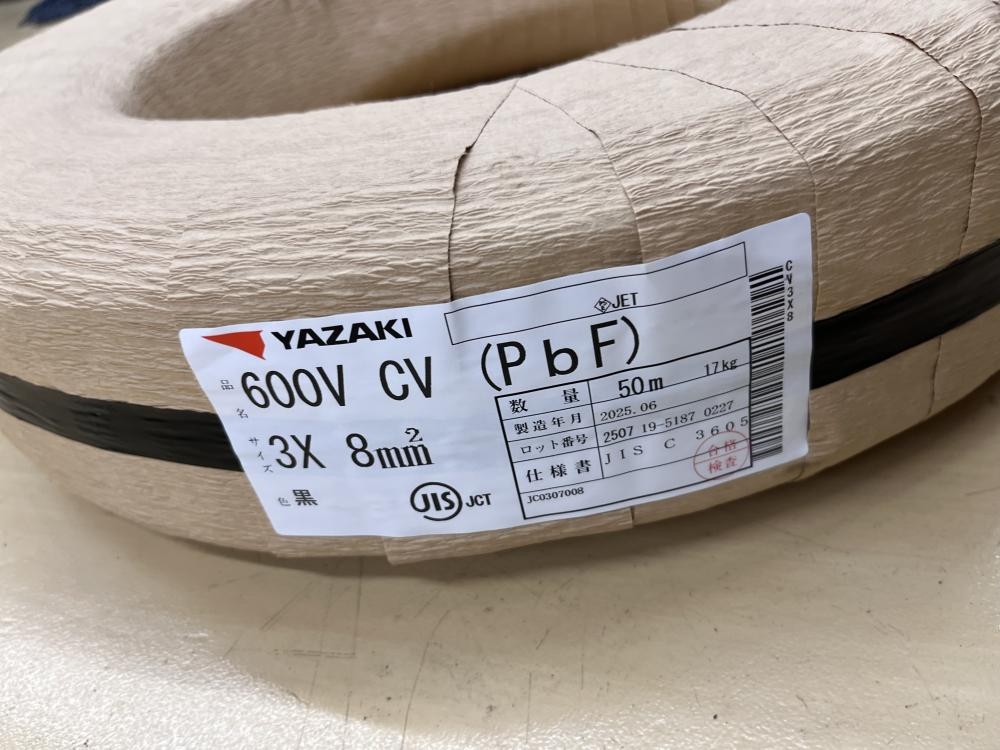 YAZAKI
JET
品名
600V CV (PbF)
サイズ
3X 8mm²
色 黒
JIS JCT
数量 50m 17kg
製造年月 2025.06
ロット番号 2507 19-5187 0227
仕様書 JIS C 3605
JC0307008
合格
検査
CV3X8